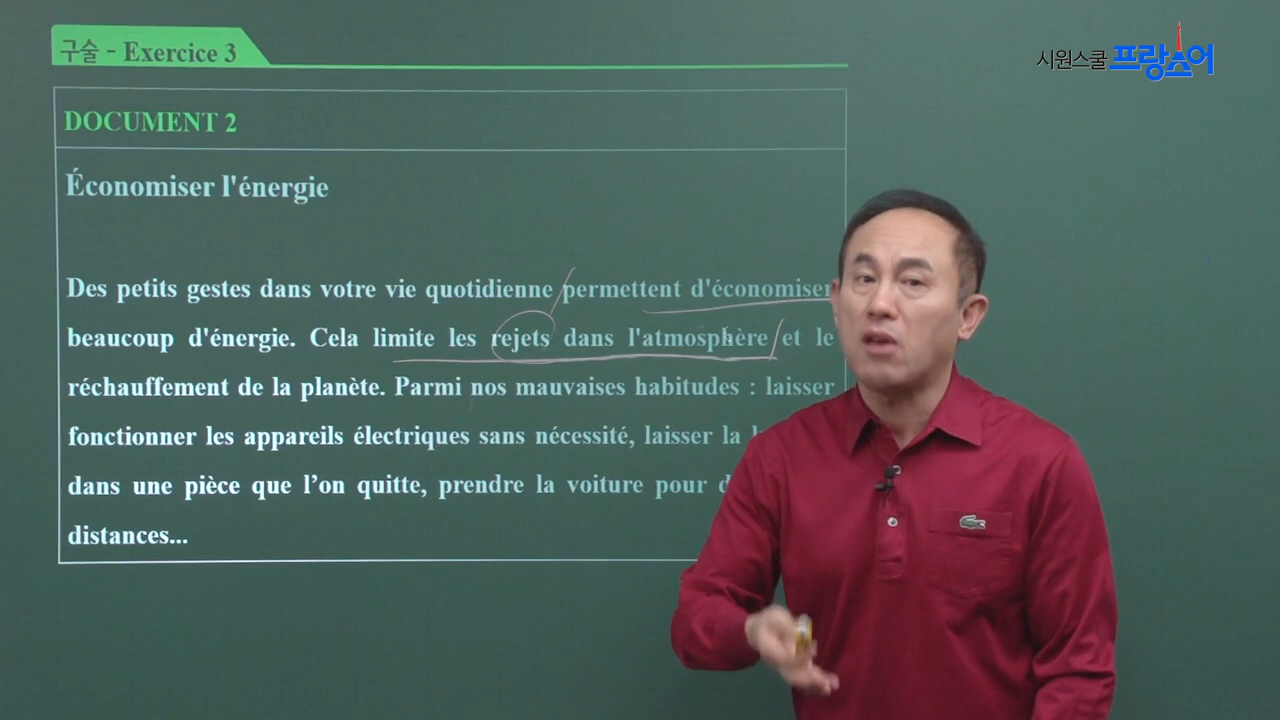 구술 - Exercice 3
시원스쿨 프랑스어
DOCUMENT 2
Économiser l'énergie
Des petits gestes dans votre vie quotidienne permettent d'économiser
beaucoup d'énergie. Cela limite les rejets dans l'atmosphère et le
réchauffement de la planète. Parmi nos mauvaises habitudes : laisser
fonctionner les appareils électriques sans nécessité, laisser la
dans une pièce que l’on quitte, prendre la voiture pour
distances...